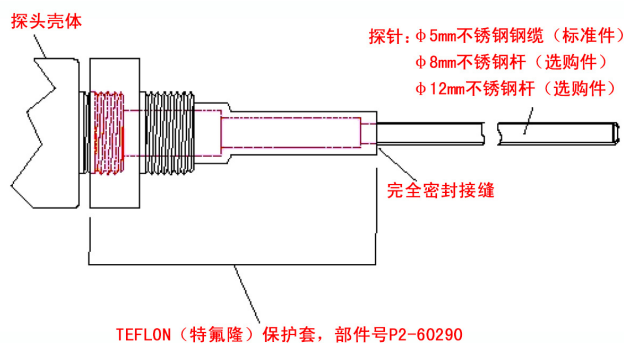 探头壳体
探针：φ5mm不锈钢钢缆（标准件）
φ8mm不锈钢杆（选购件）
φ12mm不锈钢杆（选购件）
完全密封接缝
TEFLON（特氟隆）保护套，部件号P2-60290